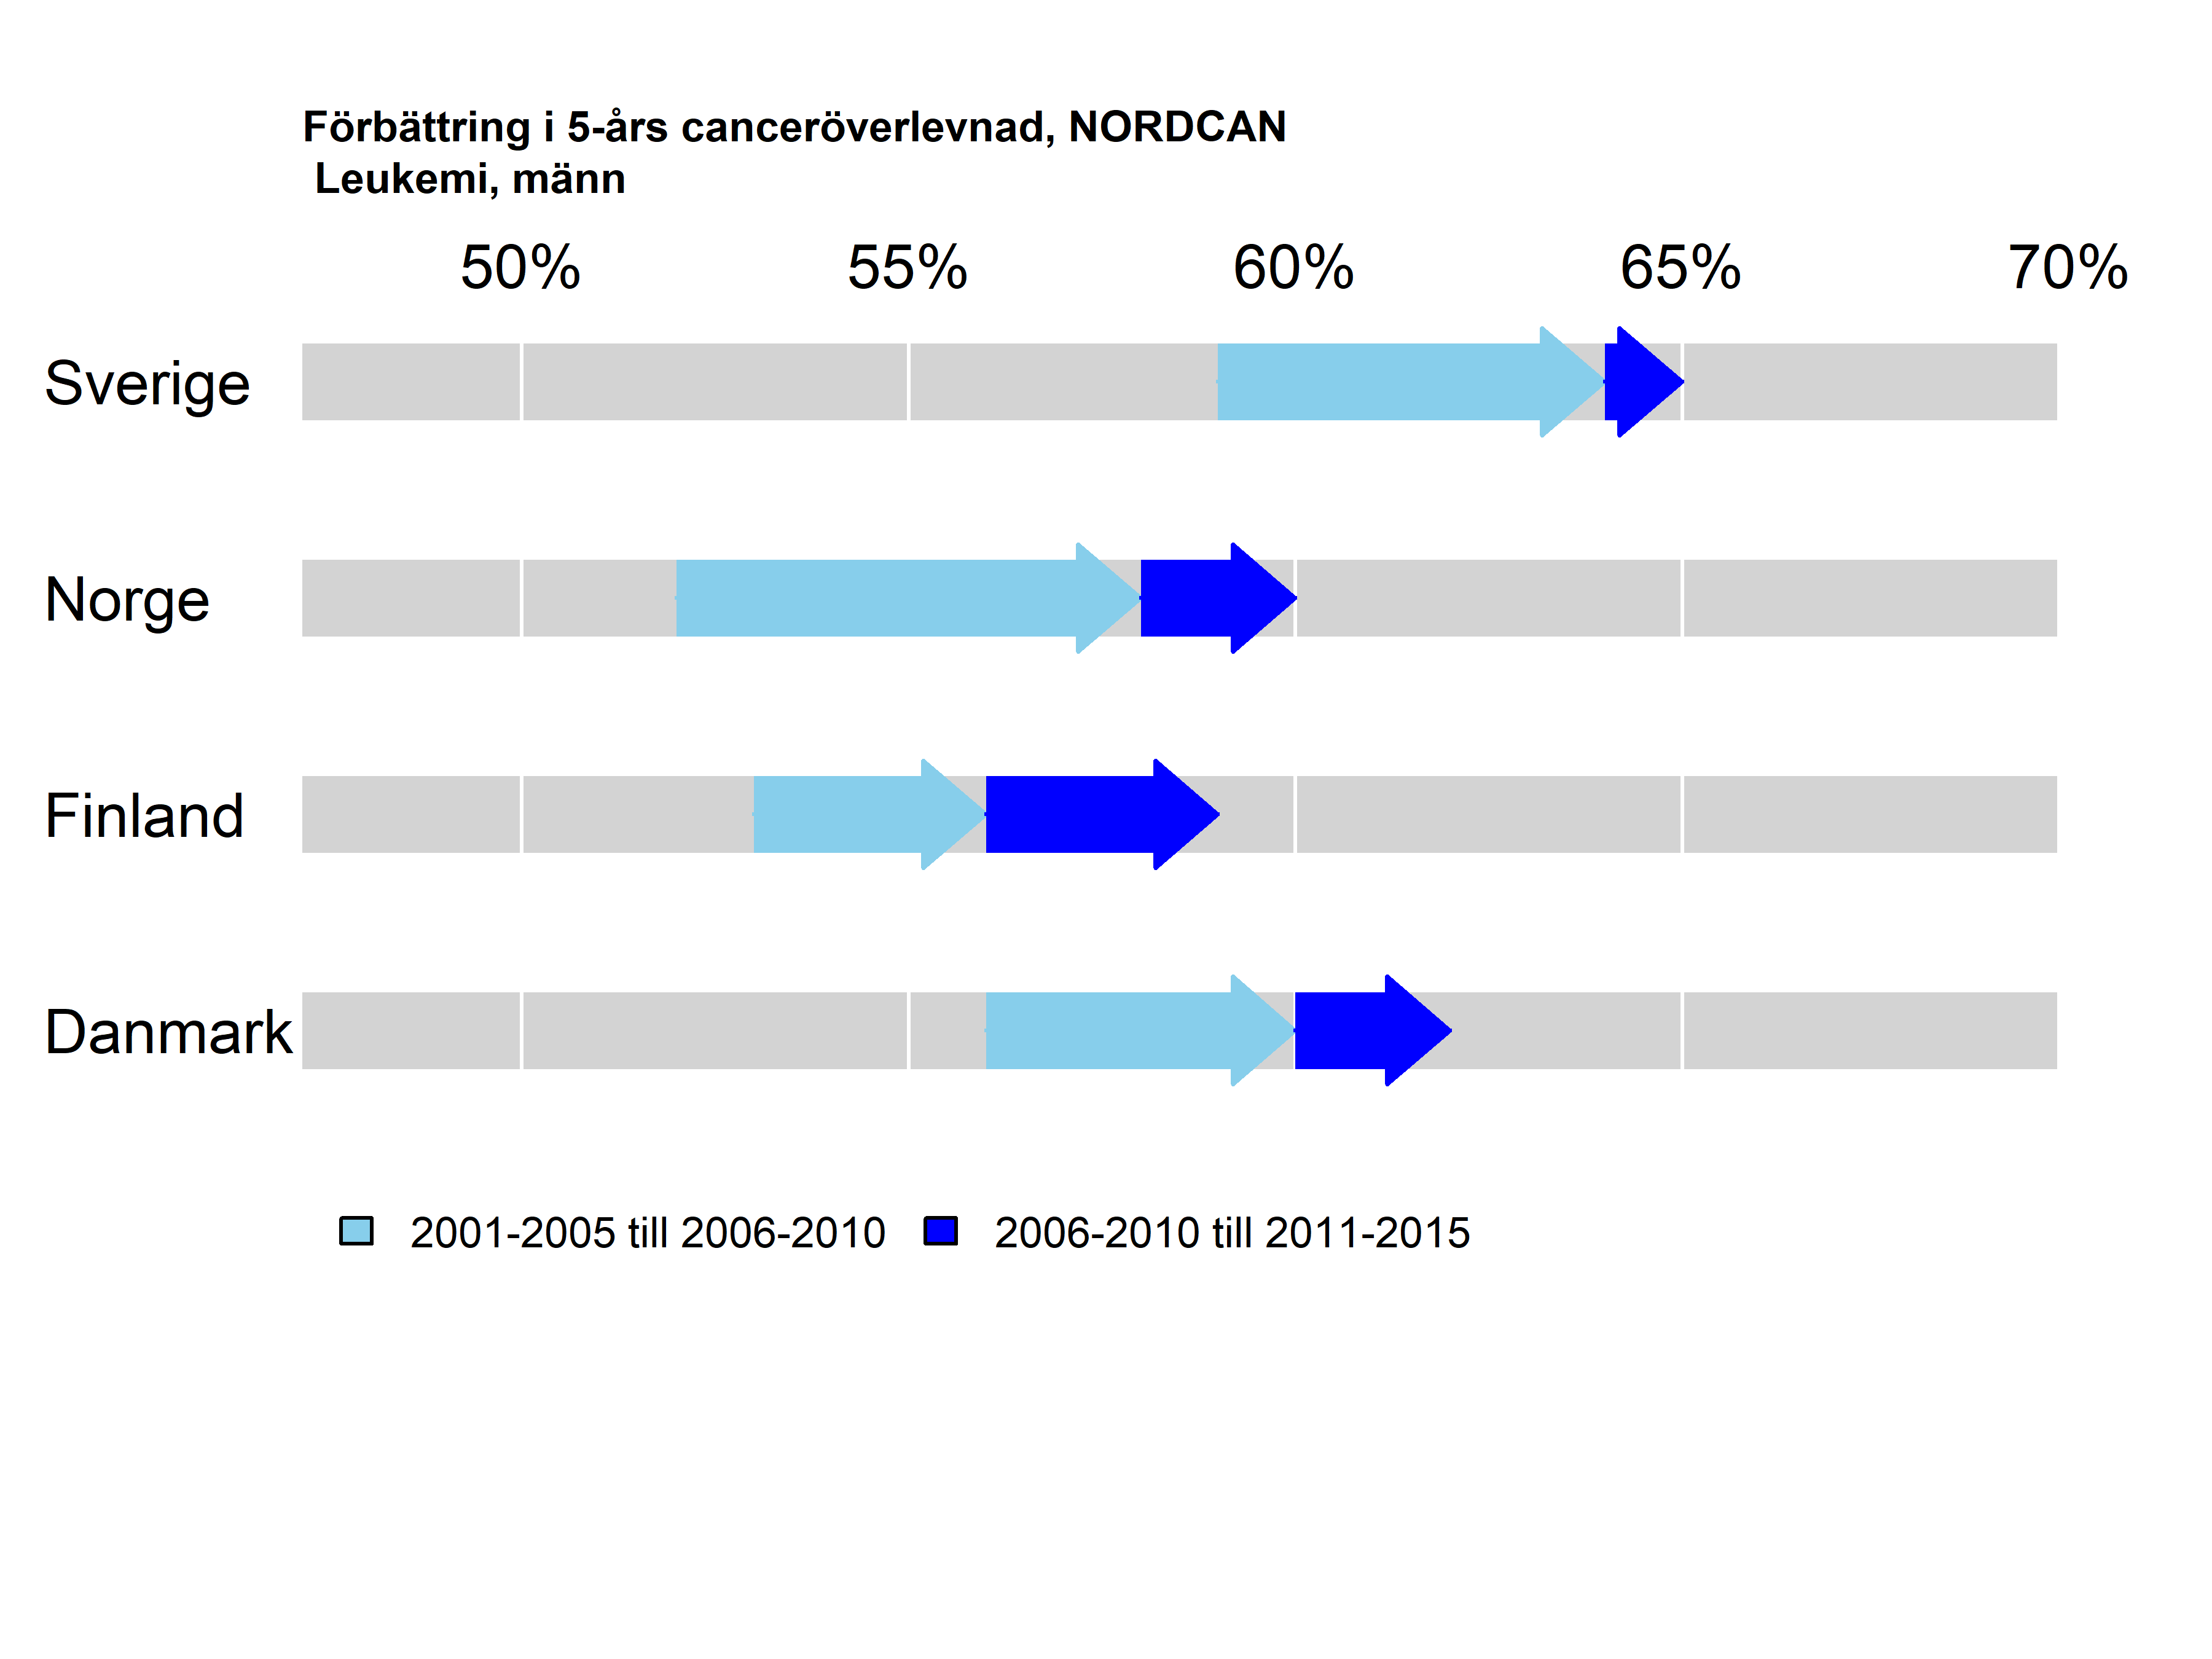 Förbättring i 5-års canceröverlevnad, NORDCAN
Leukemi, männ
50% 55% 60% 65% 70%
Sverige
Norge
Finland
Danmark
2001-2005 till 2006-2010 2006-2010 till 2011-2015